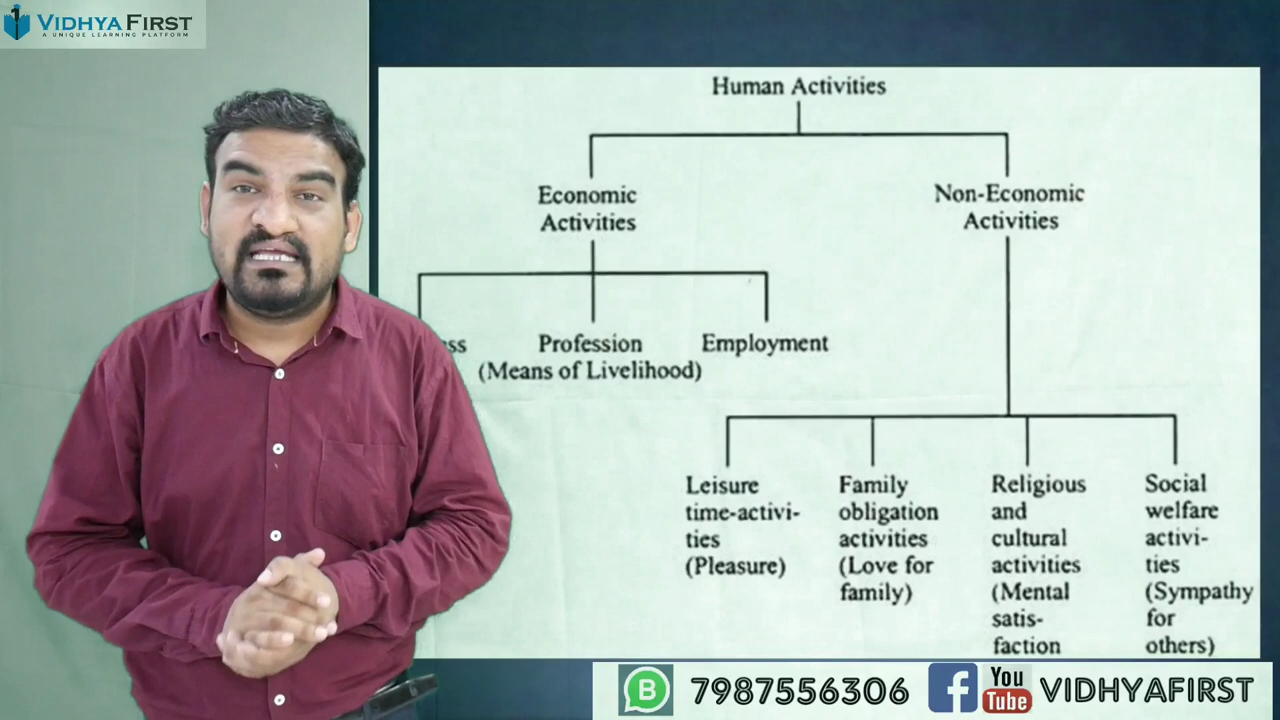 VIDHYA FIRST
A UNIQUE LEARNING PLATFORM
Human Activities
Economic
Activities
Non-Economic
Activities
Profession
Employment
(Means of Livelihood)
Leisure
time-activi-
ties
(Pleasure)
Family
obligation
activities
(Love for
family)
Religious
and
cultural
activities
(Mental
satis-
faction
Social
welfare
activi-
ties
(Sympathy
for
others)
B
7987556306
f
You
Tube
VIDHYAFIRST